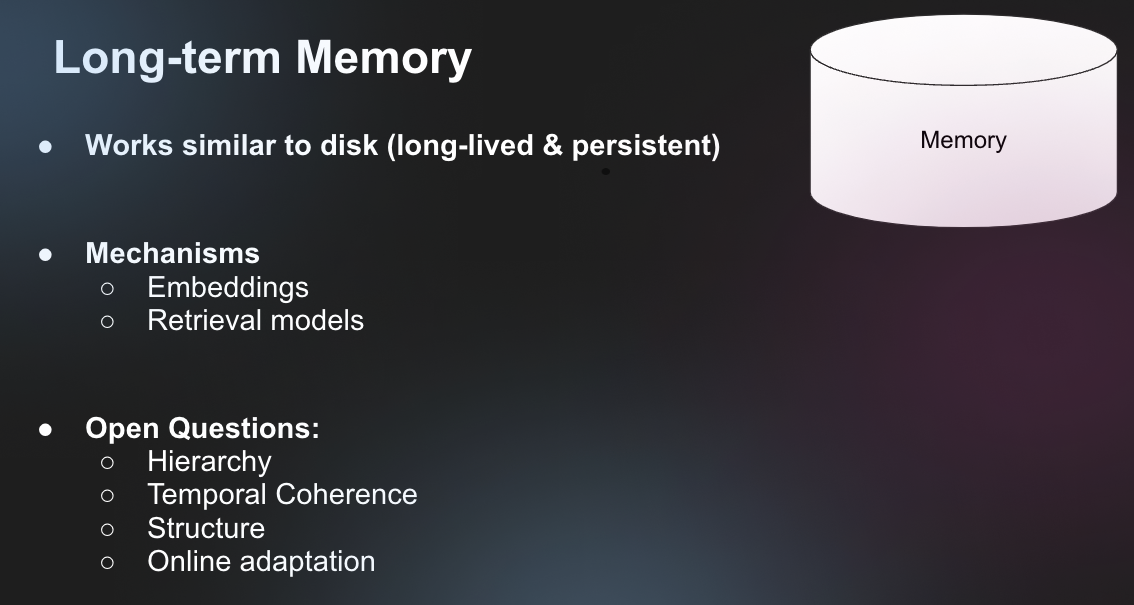 Long-term Memory
● Works similar to disk (long-lived & persistent)
Memory
● Mechanisms
○ Embeddings
○ Retrieval models
● Open Questions:
○ Hierarchy
○ Temporal Coherence
○ Structure
○ Online adaptation